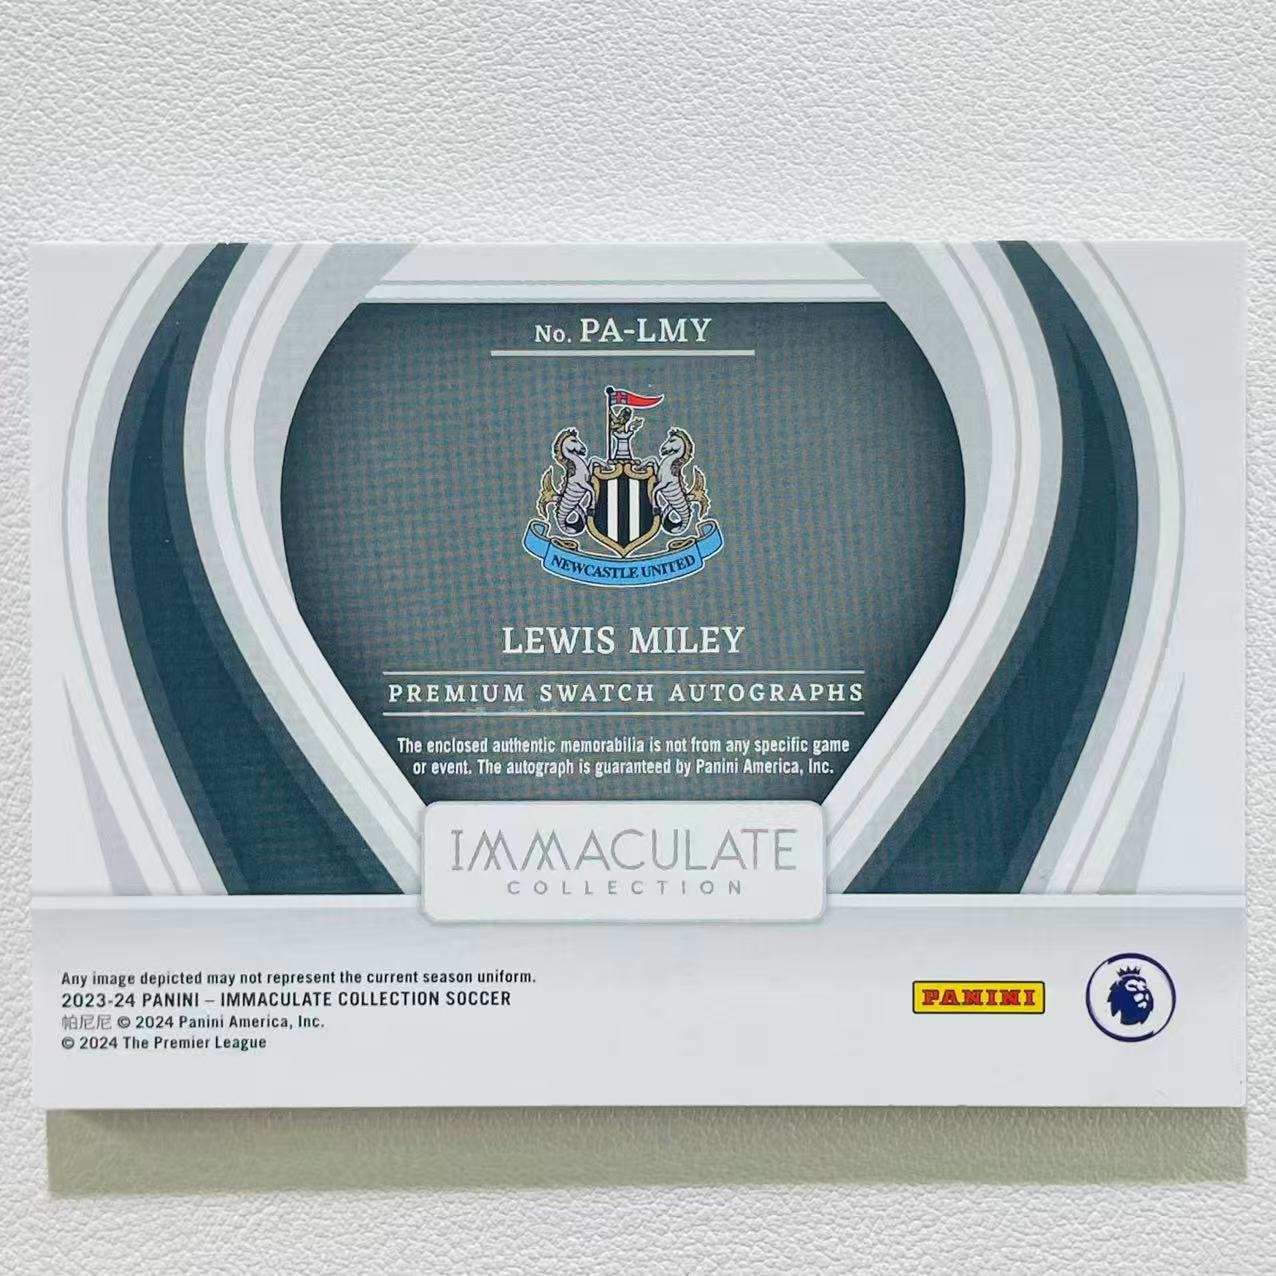 No. PA-LMY
NEWCASTLE UNITED
LEWIS MILEY
PREMIUM SWATCH AUTOGRAPHS
The enclosed authentic memorabilia is not from any specific game
or event. The autograph is guaranteed by Panini America, Inc.
IMMACULATE
COLLECTION
Any image depicted may not represent the current season uniform.
2023-24 PANINI – IMMACULATE COLLECTION SOCCER
帕尼尼 © 2024 Panini America, Inc.
© 2024 The Premier League
PANINI